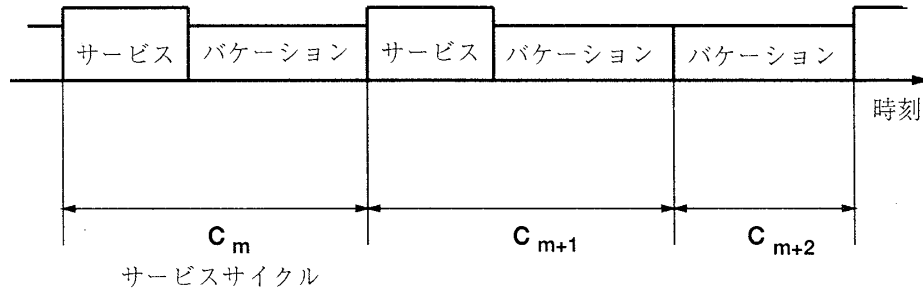 サービス バケーション サービス バケーション バケーション
時刻
C m C m+1 C m+2
サービスサイクル